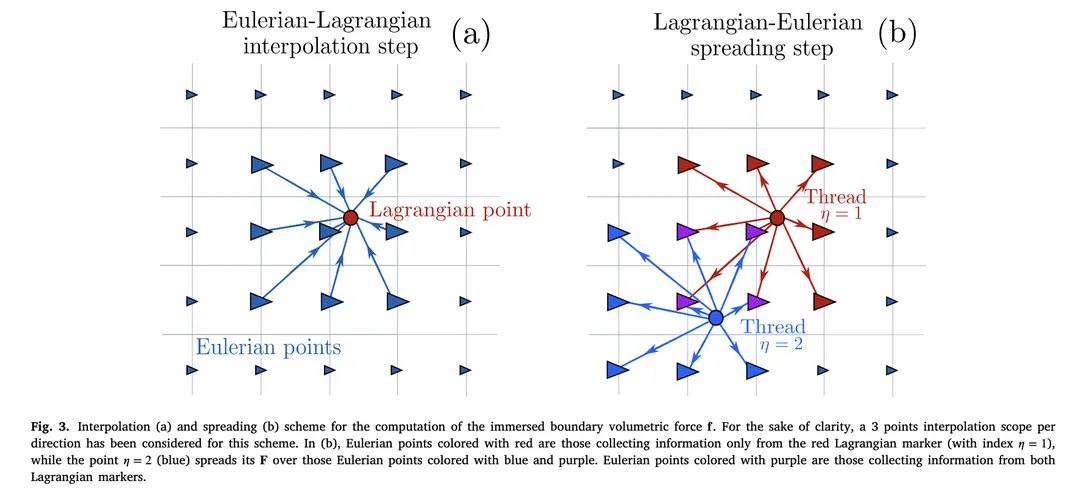 Eulerian-Lagrangian
interpolation step
(a)
Lagrangian point
Eulerian points
Lagrangian-Eulerian
spreading step
(b)
Thread
η = 1
Thread
η = 2
Fig. 3. Interpolation (a) and spreading (b) scheme for the computation of the immersed boundary volumetric force f. For the sake of clarity, a 3 points interpolation scope per
direction has been considered for this scheme. In (b), Eulerian points colored with red are those collecting information only from the red Lagrangian marker (with index η = 1),
while the point η = 2 (blue) spreads its F over those Eulerian points colored with blue and purple. Eulerian points colored with purple are those collecting information from both
Lagrangian markers.